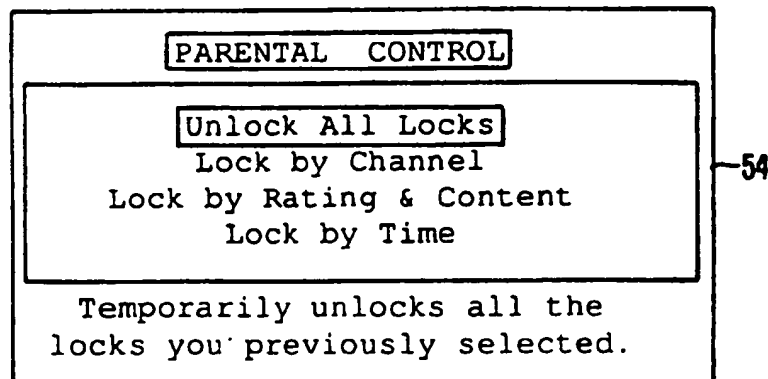 PARENTAL CONTROL
Unlock All Locks
Lock by Channel
54
Lock by Rating & Content
Lock by Time
Temporarily unlocks all the
locks you previously selected.